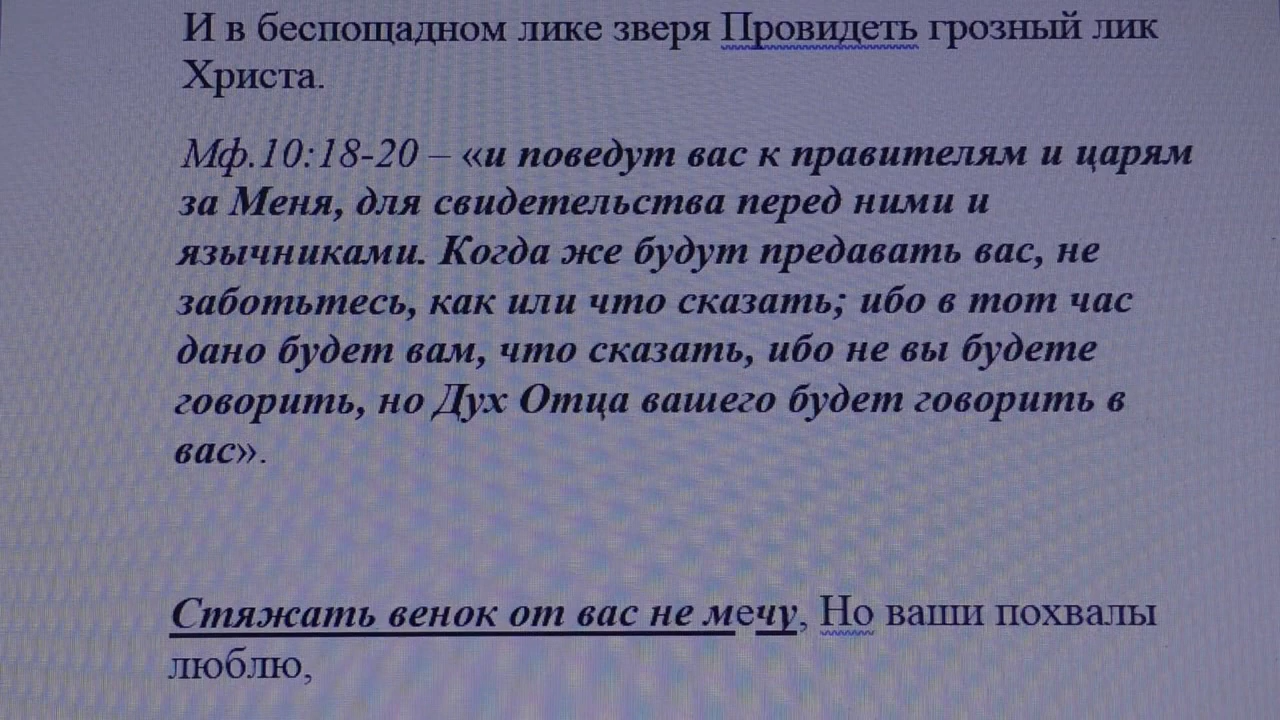 И в беспощадном лике зверя Провидеть грозный лик
Христа.
Мф.10:18-20 – «и поведут вас к правителям и царям
за Меня, для свидетельства перед ними и
язычниками. Когда же будут предавать вас, не
заботьтесь, как или что сказать; ибо в тот час
дано будет вам, что сказать, ибо не вы будете
говорить, но Дух Отца вашего будет говорить в
вас».
Стяжать венок от вас не мечу, Но ваши похвалы
люблю,